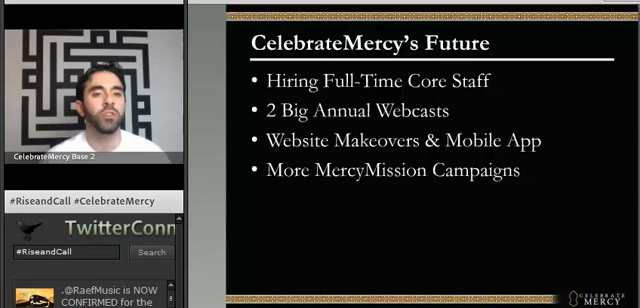 CelebrateMercy Base 2
#RiseandCall #CelebrateMercy
TwitterConn
#RiseandCall
Search
.@RaefMusic is NOW
CONFIRMED for the
CelebrateMercy's Future
• Hiring Full-Time Core Staff
• 2 Big Annual Webcasts
• Website Makeovers & Mobile App
• More MercyMission Campaigns
CELEBRATE
MERCY